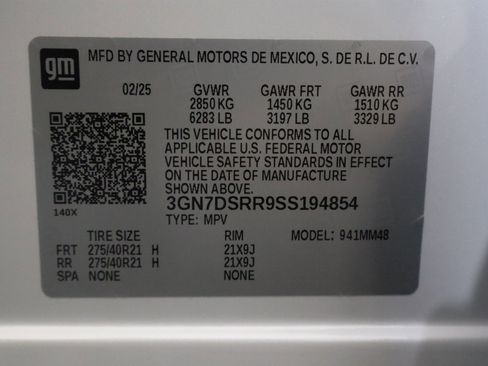 gm MFD BY GENERAL MOTORS DE MEXICO, S. DE R.L. DE C.V.
02/25 GVWR GAWR FRT GAWR RR
2850 KG 1450 KG 1510 KG
6283 LB 3197 LB 3329 LB
THIS VEHICLE CONFORMS TO ALL
APPLICABLE U.S. FEDERAL MOTOR
VEHICLE SAFETY STANDARDS IN EFFECT
ON THE DATE OF MANUFACTURE
SHOWN ABOVE.
140X 3GN7DSRR9SS194854
TYPE: MPV
TIRE SIZE RIM MODEL: 941MM48
FRT 275/40R21 H 21X9J
RR 275/40R21 H 21X9J
SPA NONE NONE